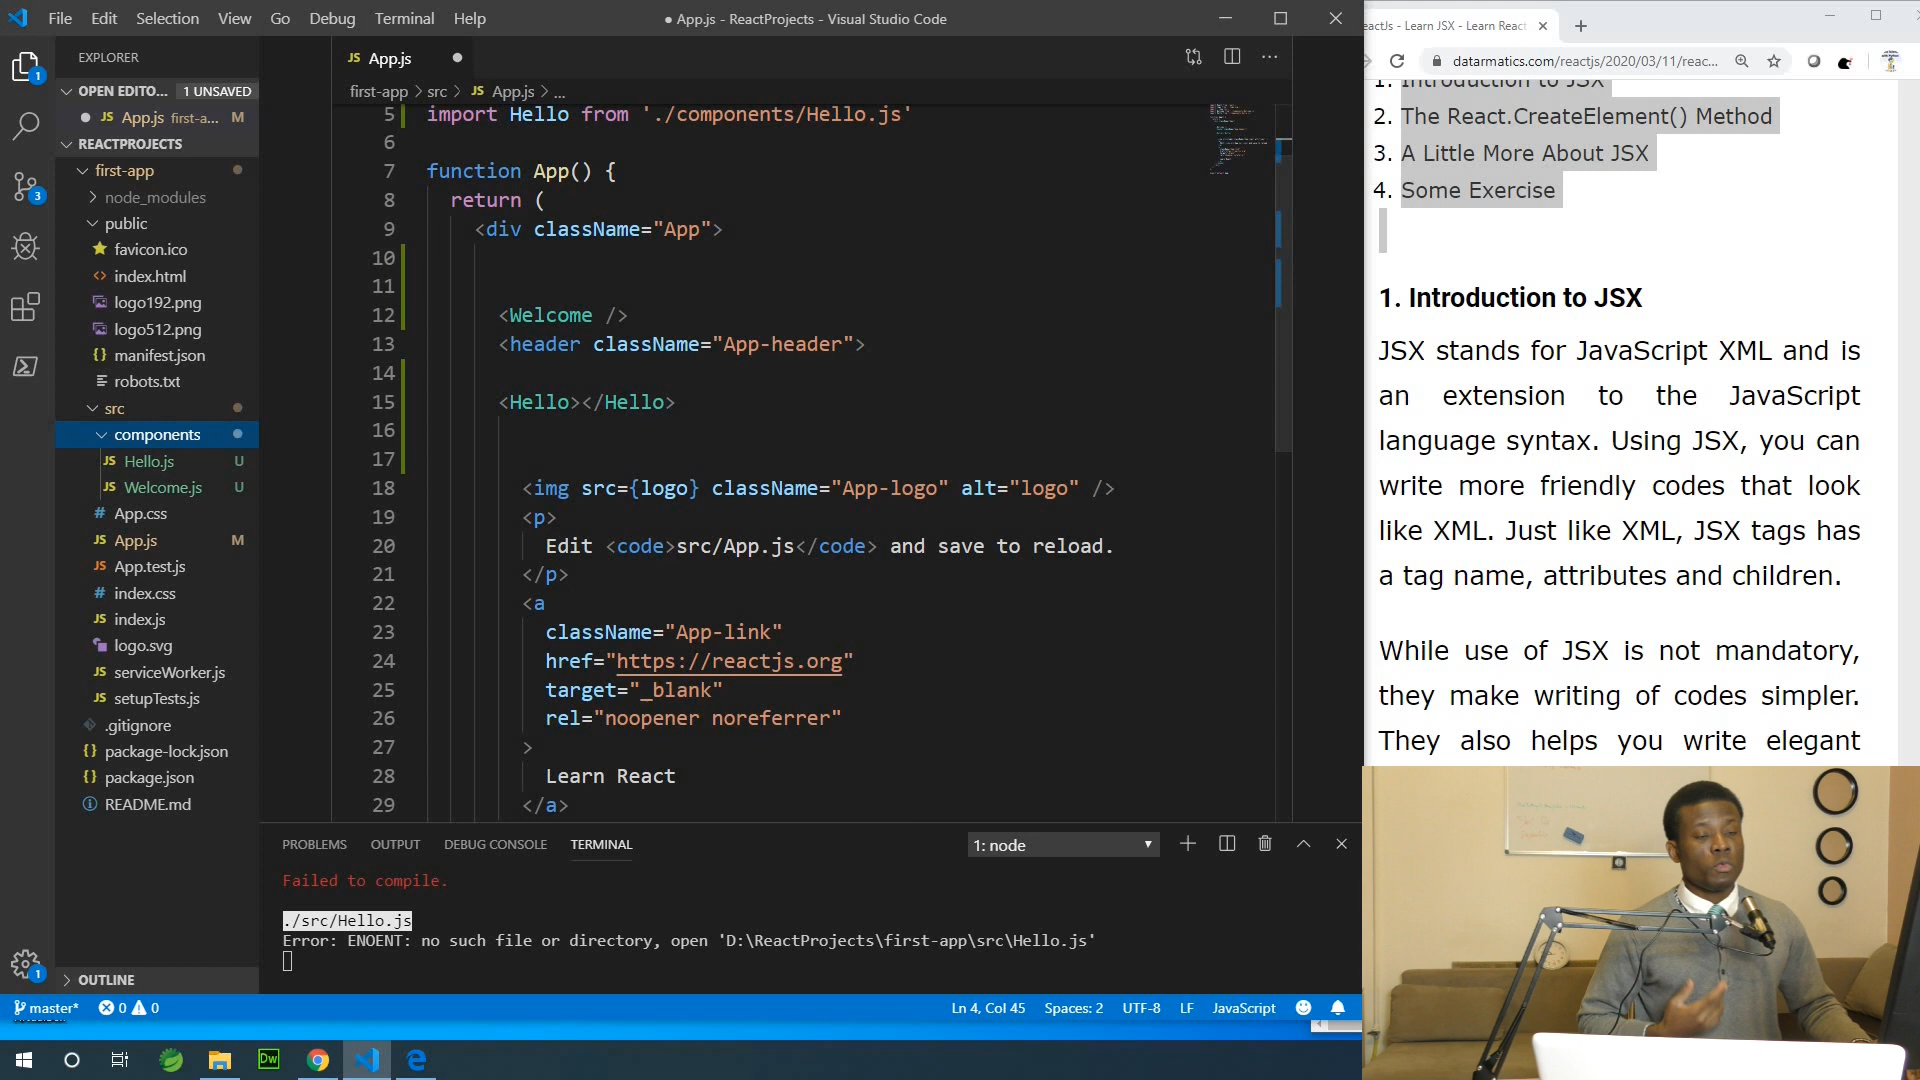 File Edit Selection View Go Debug Terminal Help
● App.js - ReactProjects - Visual Studio Code
EXPLORER
OPEN EDITO... 1 UNSAVED
JS App.js first-a... M
REACTPROJECTS
first-app
node_modules
public
favicon.ico
<> index.html
logo192.png
logo512.png
{} manifest.json
robots.txt
src
components
JS Hello.js U
JS Welcome.js U
# App.css
JS App.js M
JS App.test.js
# index.css
JS index.js
logo.svg
JS serviceWorker.js
JS setupTests.js
.gitignore
{} package-lock.json
{} package.json
README.md
OUTLINE
1
3
1
JS App.js
first-app > src > JS App.js > ...
5 import Hello from './components/Hello.js'
6
7 function App() {
8 return (
9 <div className="App">
10
11
12 <Welcome />
13 <header className="App-header">
14
15 <Hello></Hello>
16
17
18 <img src={logo} className="App-logo" alt="logo" />
19 <p>
20 Edit <code>src/App.js</code> and save to reload.
21 </p>
22 <a
23 className="App-link"
24 href="https://reactjs.org"
25 target="_blank"
26 rel="noopener noreferrer"
27 >
28 Learn React
29 </a>
PROBLEMS OUTPUT DEBUG CONSOLE TERMINAL
1: node
Failed to compile.
./src/Hello.js
Error: ENOENT: no such file or directory, open 'D:\ReactProjects\first-app\src\Hello.js'
master* 0 0
Ln 4, Col 45 Spaces: 2 UTF-8 LF JavaScript
Dw
eactJs - Learn JSX - Learn React
datarmatics.com/reactjs/2020/03/11/reac...
1. Introduction to JSX
2. The React.CreateElement() Method
3. A Little More About JSX
4. Some Exercise
1. Introduction to JSX
JSX stands for JavaScript XML and is
an extension to the JavaScript
language syntax. Using JSX, you can
write more friendly codes that look
like XML. Just like XML, JSX tags has
a tag name, attributes and children.
While use of JSX is not mandatory,
they make writing of codes simpler.
They also helps you write elegant